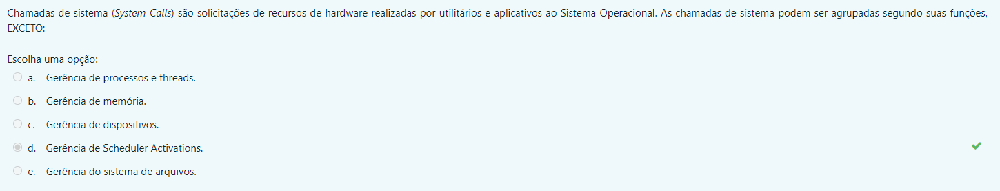 Chamadas de sistema (System Calls) são solicitações de recursos de hardware realizadas por utilitários e aplicativos ao Sistema Operacional. As chamadas de sistema podem ser agrupadas segundo suas funções,
EXCETO:
Escolha uma opção:
a. Gerência de processos e threads.
b. Gerência de memória.
c. Gerência de dispositivos.
d. Gerência de Scheduler Activations.
e. Gerência do sistema de arquivos.